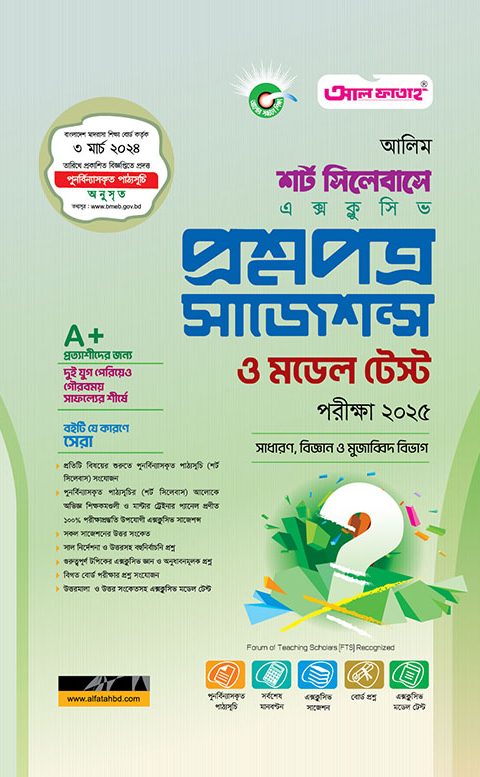 আল ফাতাহ®
বাংলাদেশ মাদরাসা শিক্ষা বোর্ড কর্তৃক
৩ মার্চ ২০২৪
তারিখে প্রকাশিত বিজ্ঞপ্তিতে প্রদত্ত
পুনর্বিন্যাসকৃত পাঠ্যসূচি
অনুসৃত
তথ্যসূত্র : www.bmeb.gov.bd
আলিম
শর্ট সিলেবাসে
এক্সক্লুসিভ
প্রশ্নপত্র
সাজেশন্স
ও মডেল টেস্ট
পরীক্ষা ২০২৫
সাধারণ, বিজ্ঞান ও মুজাব্বিদ বিভাগ
A+
প্রত্যাশীদের জন্য
দুই যুগ পেরিয়েও
গৌরবময়
সাফল্যের শীর্ষে
বইটি যে কারণে
সেরা
প্রতিটি বিষয়ের শুরুতে পুনর্বিন্যাসকৃত পাঠ্যসূচি (শর্ট
সিলেবাস) সংযোজন
পুনর্বিন্যাসকৃত পাঠ্যসূচির (শর্ট সিলেবাস) আলোকে
অভিজ্ঞ শিক্ষকমণ্ডলী ও মাস্টার ট্রেইনার প্যানেল প্রণীত
১০০% পরীক্ষাপ্রস্তুতি উপযোগী এক্সক্লুসিভ সাজেশন্স
সকল সাজেশনের উত্তর সংকেত
সাল নির্দেশনা ও উত্তরসহ বহুনির্বাচনি প্রশ্ন
গুরুত্বপূর্ণ টপিকের এক্সক্লুসিভ জ্ঞান ও অনুধাবনমূলক প্রশ্ন
বিগত বোর্ড পরীক্ষার প্রশ্ন সংযোজন
উত্তরমালা ও উত্তর সংকেতসহ এক্সক্লুসিভ মডেল টেস্ট
Forum of Teaching Scholars [FTS] Recognized
পুনর্বিন্যাসকৃত
পাঠ্যসূচি
সর্বশেষ
মানবণ্টন
এক্সক্লুসিভ
সাজেশন
বোর্ড প্রশ্ন
এক্সক্লুসিভ
মডেল টেস্ট
www.alfatahbd.com